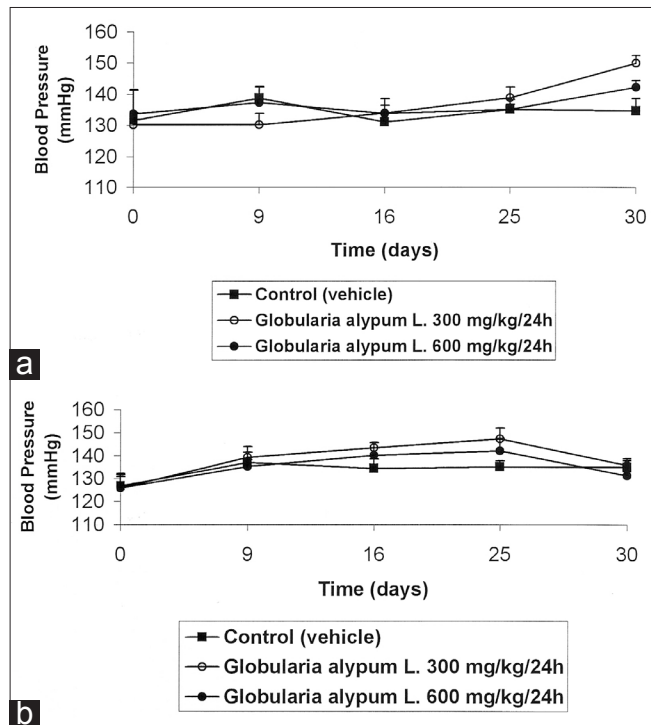 160
150
140
130
120
110
Blood Pressure
(mmHg)
0 9 16 25 30
Time (days)
Control (vehicle)
Globularia alypum L. 300 mg/kg/24h
Globularia alypum L. 600 mg/kg/24h
a
160
150
140
130
120
110
Blood Pressure
(mmHg)
0 9 16 25 30
Time (days)
Control (vehicle)
Globularia alypum L. 300 mg/kg/24h
Globularia alypum L. 600 mg/kg/24h
b